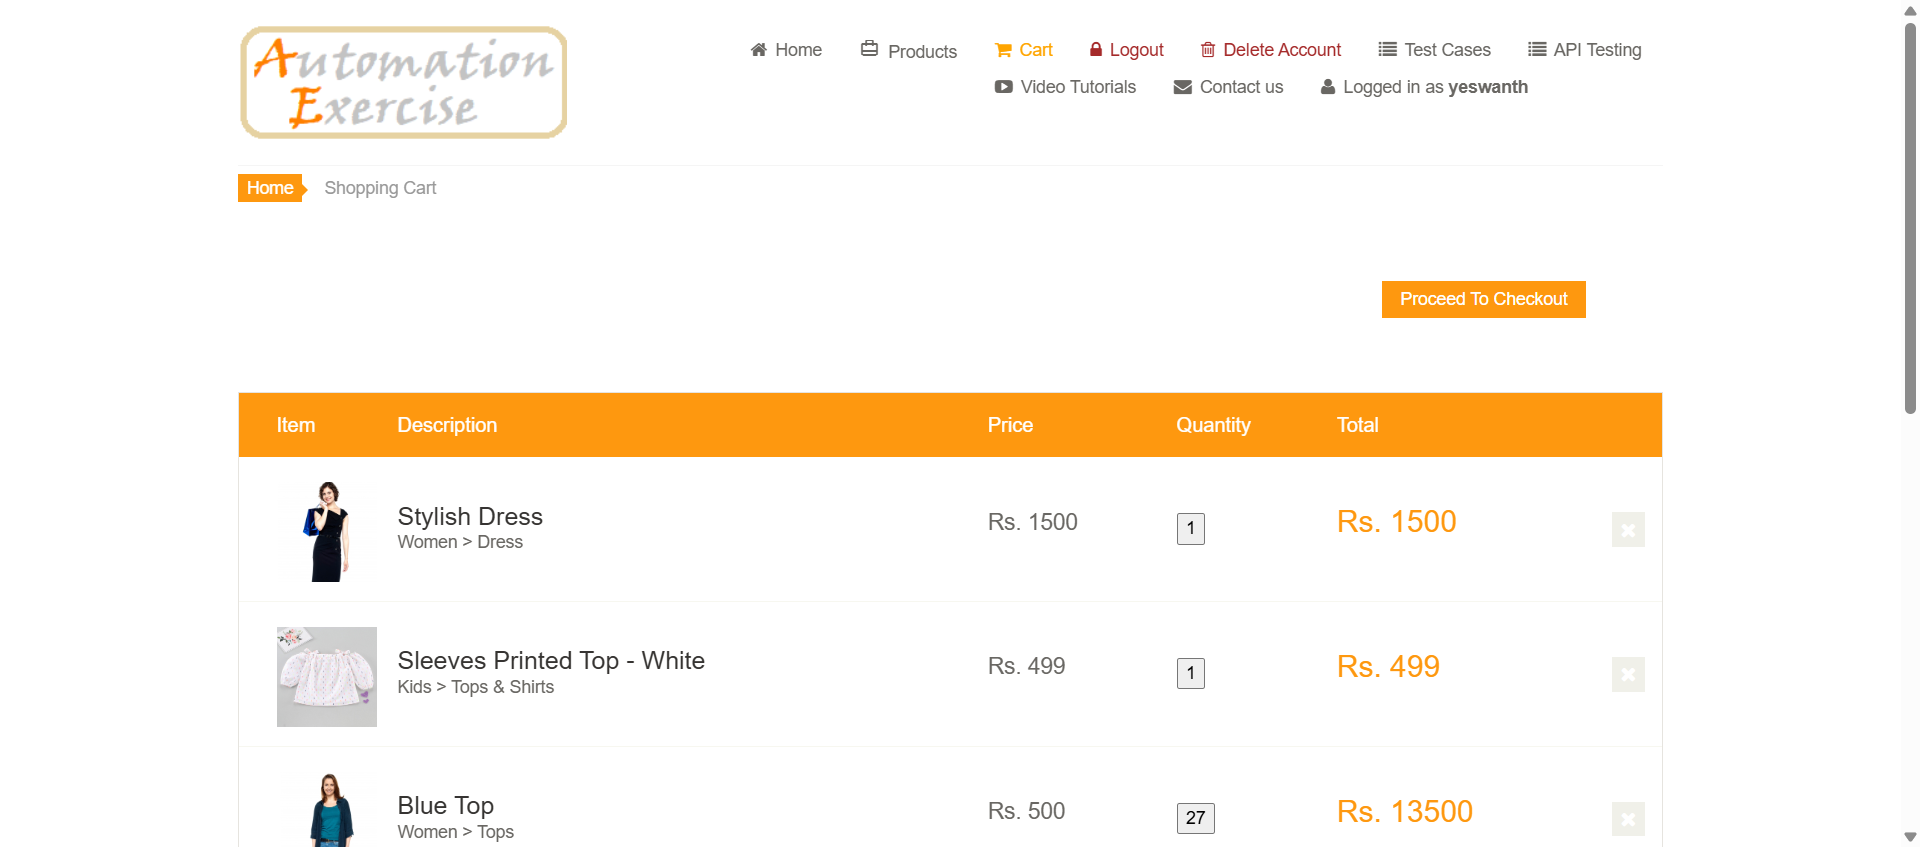 Automation
Exercise
Home Products Cart Logout Delete Account Test Cases API Testing
Video Tutorials Contact us Logged in as yeswanth
Home Shopping Cart
Proceed To Checkout
Item Description Price Quantity Total
Stylish Dress
Women > Dress
Rs. 1500 1 Rs. 1500
Sleeves Printed Top - White
Kids > Tops & Shirts
Rs. 499 1 Rs. 499
Blue Top
Women > Tops
Rs. 500 27 Rs. 13500